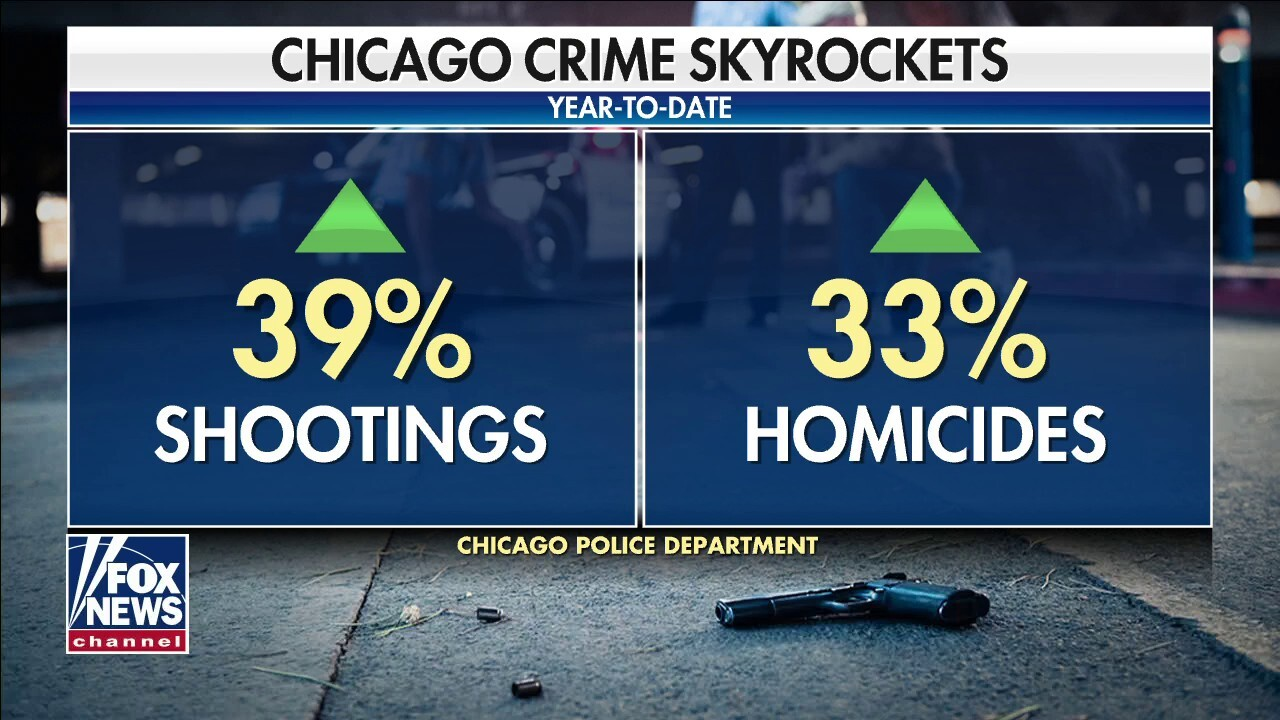 CHICAGO CRIME SKYROCKETS
YEAR-TO-DATE
39%
SHOOTINGS
33%
HOMICIDES
CHICAGO POLICE DEPARTMENT
FOX
NEWS
channel